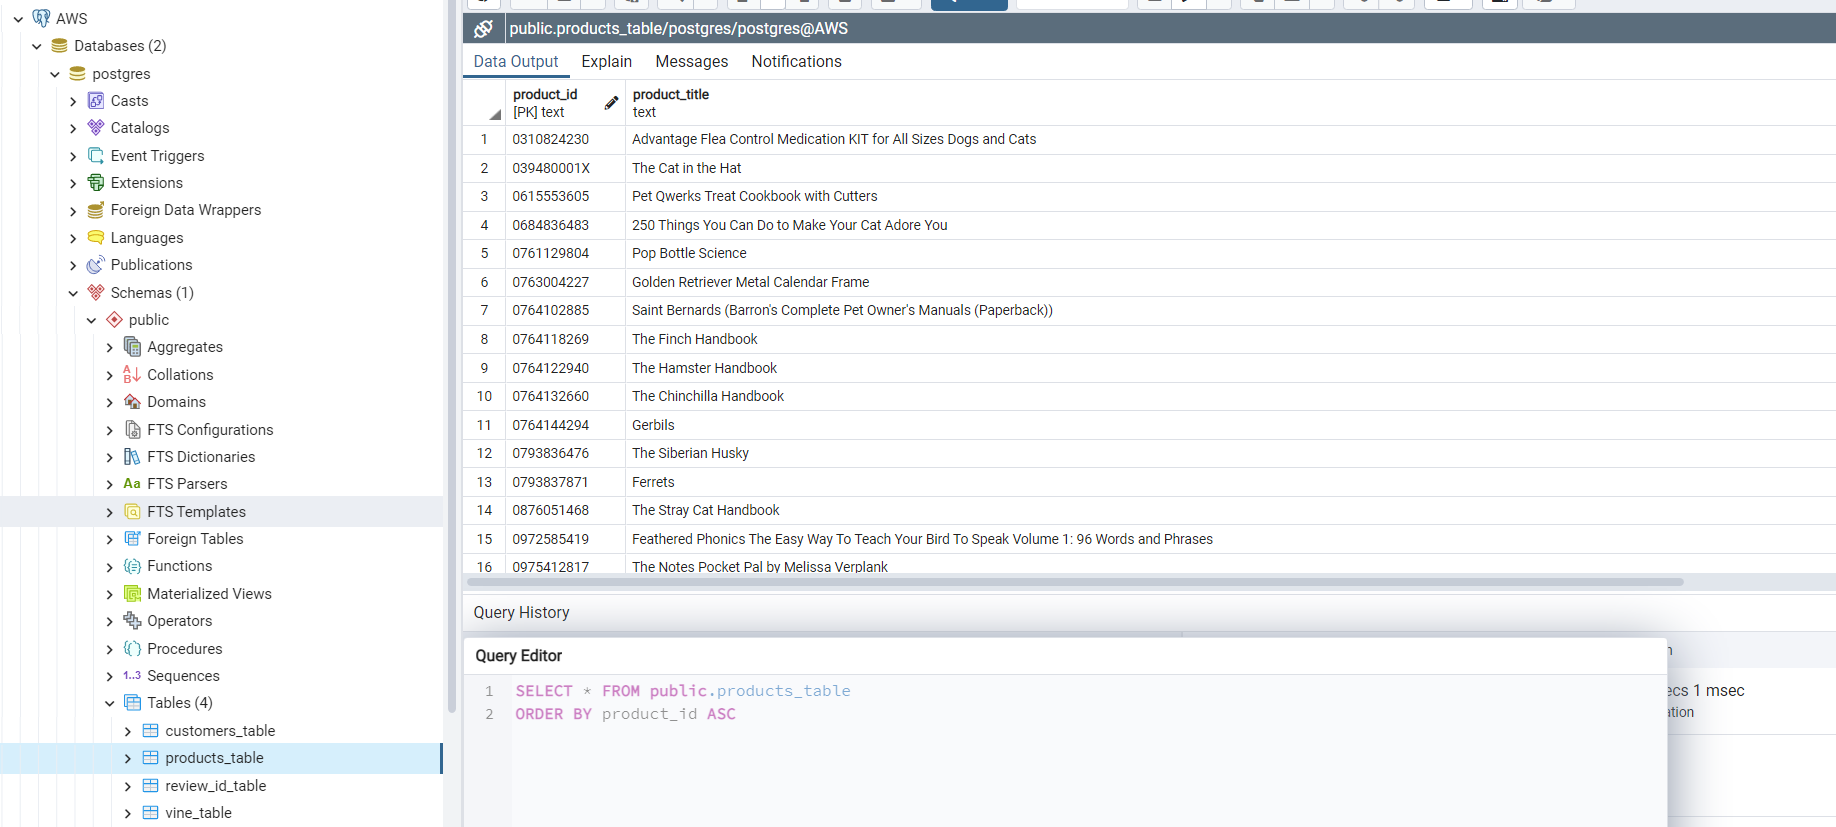 AWS
Databases (2)
postgres
Casts
Catalogs
Event Triggers
Extensions
Foreign Data Wrappers
Languages
Publications
Schemas (1)
public
Aggregates
Collations
Domains
FTS Configurations
FTS Dictionaries
Aa FTS Parsers
FTS Templates
Foreign Tables
Functions
Materialized Views
Operators
Procedures
1..3 Sequences
Tables (4)
customers_table
products_table
review_id_table
vine_table
public.products_table/postgres/postgres@AWS
Data Output Explain Messages Notifications
product_id product_title
[PK] text text
1 0310824230 Advantage Flea Control Medication KIT for All Sizes Dogs and Cats
2 039480001X The Cat in the Hat
3 0615553605 Pet Qwerks Treat Cookbook with Cutters
4 0684836483 250 Things You Can Do to Make Your Cat Adore You
5 0761129804 Pop Bottle Science
6 0763004227 Golden Retriever Metal Calendar Frame
7 0764102885 Saint Bernards (Barron's Complete Pet Owner's Manuals (Paperback))
8 0764118269 The Finch Handbook
9 0764122940 The Hamster Handbook
10 0764132660 The Chinchilla Handbook
11 0764144294 Gerbils
12 0793836476 The Siberian Husky
13 0793837871 Ferrets
14 0876051468 The Stray Cat Handbook
15 0972585419 Feathered Phonics The Easy Way To Teach Your Bird To Speak Volume 1: 96 Words and Phrases
16 0975412817 The Notes Pocket Pal by Melissa Verplank
Query History
Query Editor
1 SELECT * FROM public.products_table
2 ORDER BY product_id ASC
ecs 1 msec